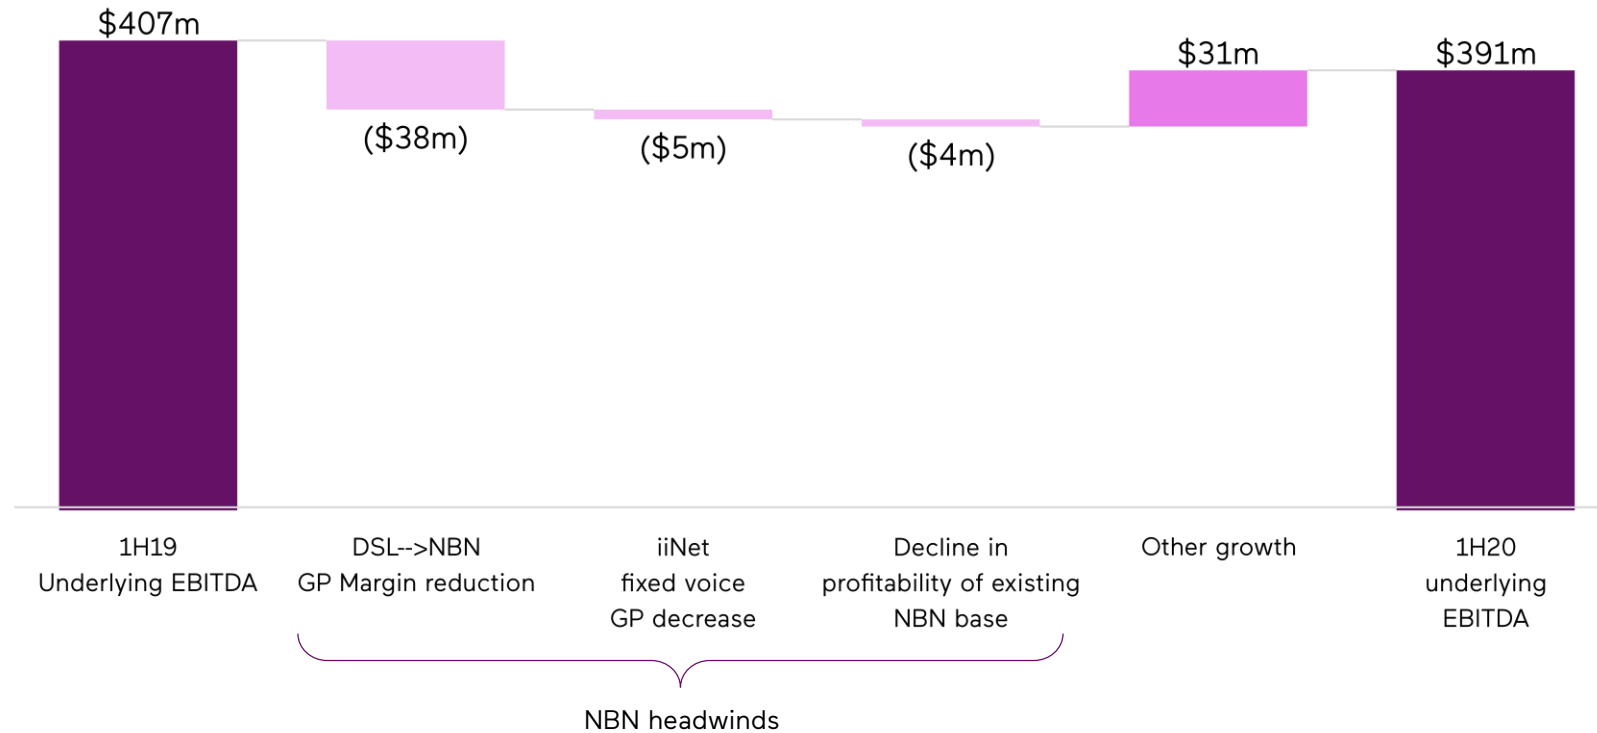 $407m
($38m)
($5m)
($4m)
$31m
$391m
1H19
Underlying EBITDA
DSL-->NBN
GP Margin reduction
iiNet
fixed voice
GP decrease
Decline in
profitability of existing
NBN base
Other growth
1H20
underlying
EBITDA
NBN headwinds